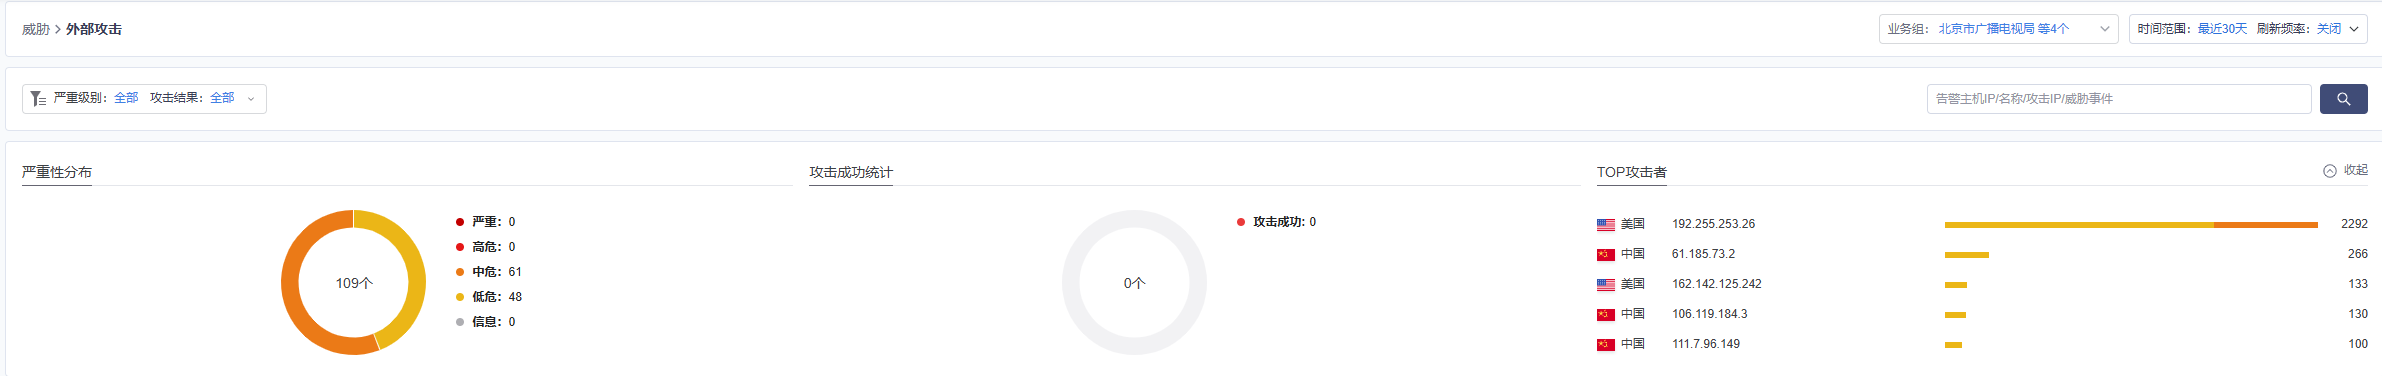 威胁 > 外部攻击
业务组： 北京市广播电视局 等4个
时间范围： 最近30天 刷新频率： 关闭
严重级别： 全部 攻击结果： 全部
告警主机IP/名称/攻击IP/威胁事件
严重性分布
109个
严重：0
高危：0
中危：61
低危：48
信息：0
攻击成功统计
0个
攻击成功: 0
TOP攻击者
收起
美国 192.255.253.26 2292
中国 61.185.73.2 266
美国 162.142.125.242 133
中国 106.119.184.3 130
中国 111.7.96.149 100